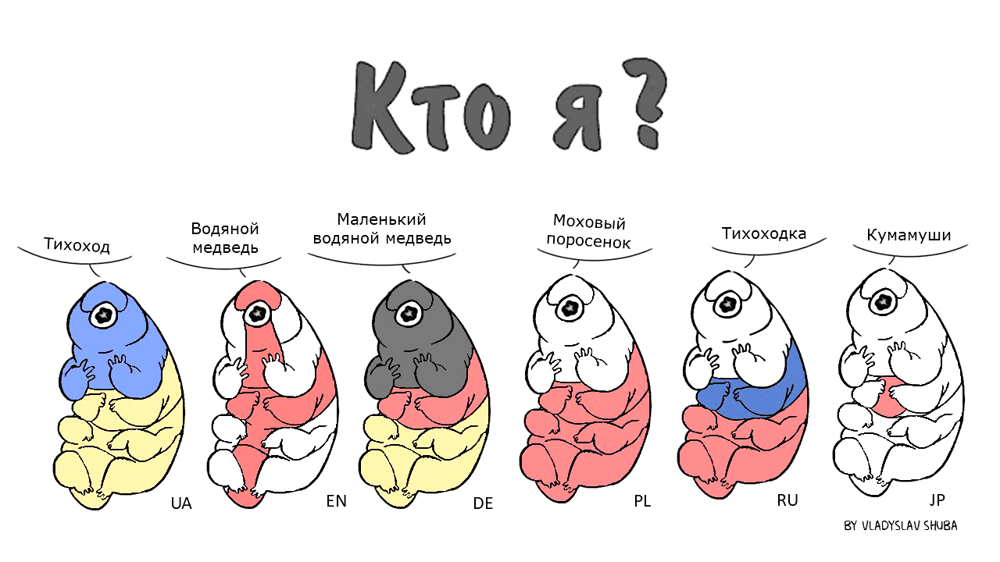 Кто я?
Тихоход
Водяной
медведь
Маленький
водяной медведь
Моховый
поросенок
Тихоходка
Кумамуши
UA
EN
DE
PL
RU
JP
BY VLADYSLAV SHUBA